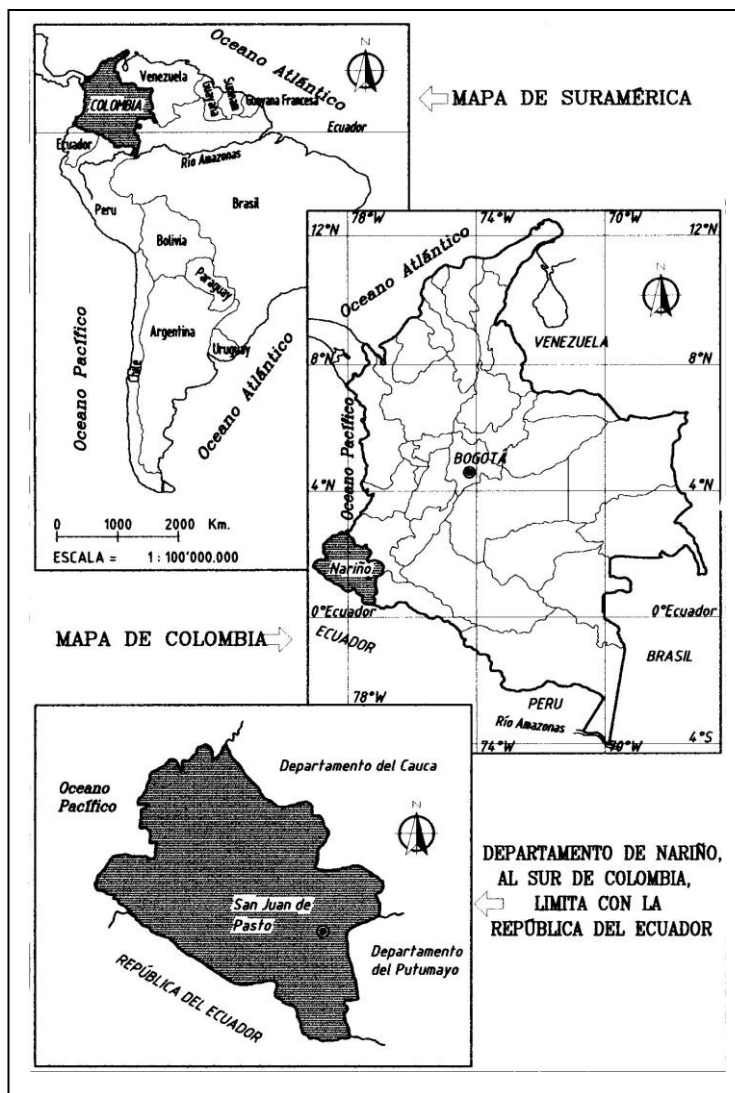 Oceano Atlántico
N
Venezuela
Guayana
Surinam
Guyana Francesa
COLOMBIA
Ecuador
Ecuador
Río Amazonas
Peru
Brasil
Bolivia
Paraguay
Argentina
Uruguay
Chile
Oceano Pacífico
Oceano Atlántico
0 1000 2000 Km.
ESCALA = 1 : 100'000.000
MAPA DE SURAMÉRICA
78°W 74°W 70°W
12°N 12°N
Oceano Atlántico
N
VENEZUELA
8°N 8°N
Oceano Pacífico
BOGOTÁ
4°N 4°N
Nariño
0°Ecuador 0°Ecuador
ECUADOR
BRASIL
78°W
PERU
Río Amazonas
74°W 70°W 4°S
MAPA DE COLOMBIA
Departamento del Cauca
Oceano
Pacífico
N
San Juan de
Pasto
Departamento
del Putumayo
REPÚBLICA DEL ECUADOR
DEPARTAMENTO DE NARIÑO,
AL SUR DE COLOMBIA,
LIMITA CON LA
REPÚBLICA DEL ECUADOR